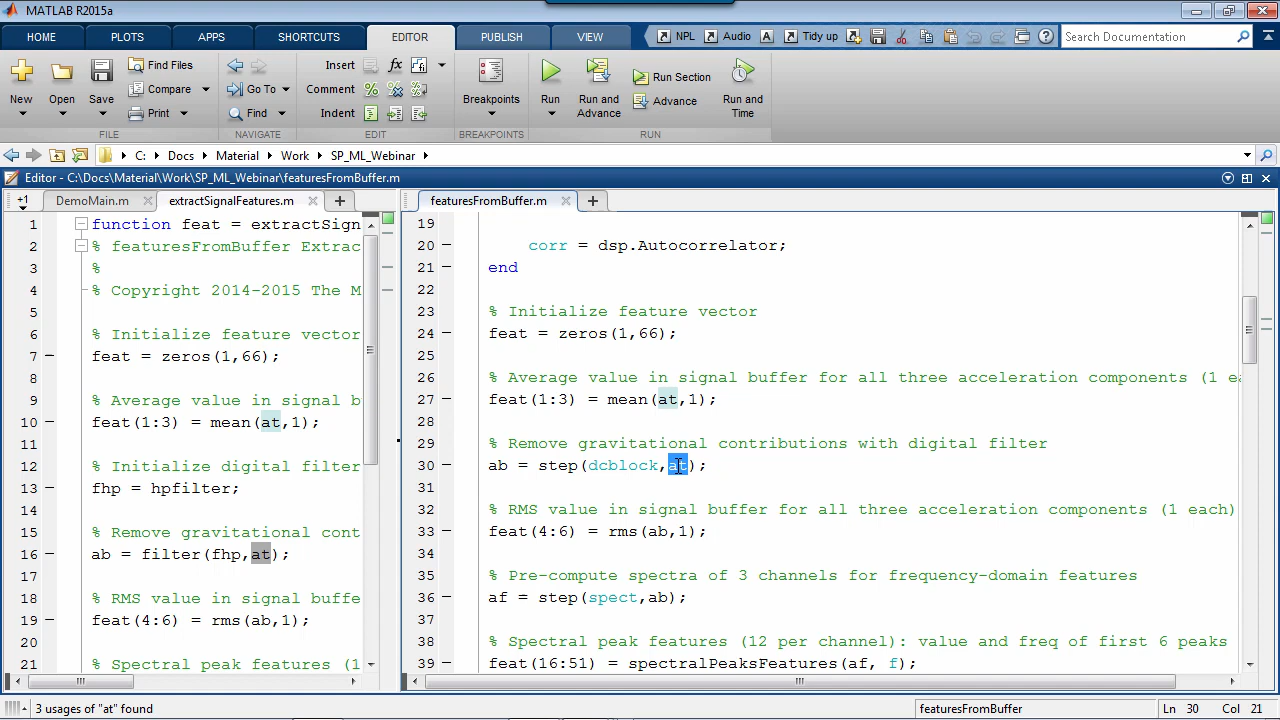 MATLAB R2015a
HOME PLOTS APPS SHORTCUTS EDITOR PUBLISH VIEW NPL Audio A Tidy up Search Documentation
New Open Save Find Files Compare Print
Go To Find
Insert Comment Indent
Breakpoints
Run Run and Advance Run Section Advance Run and Time
FILE NAVIGATE EDIT BREAKPOINTS RUN
C: Docs Material Work SP_ML_Webinar
Editor - C:\Docs\Material\Work\SP_ML_Webinar\featuresFromBuffer.m
+1 DemoMain.m extractSignalFeatures.m
1 function feat = extractSign
2 % featuresFromBuffer Extrac
3 %
4 % Copyright 2014-2015 The M
5
6 % Initialize feature vector
7 feat = zeros(1,66);
8
9 % Average value in signal b
10 feat(1:3) = mean(at,1);
11
12 % Initialize digital filter
13 fhp = hpfilter;
14
15 % Remove gravitational cont
16 ab = filter(fhp,at);
17
18 % RMS value in signal buffe
19 feat(4:6) = rms(ab,1);
20
21 % Spectral peak features (1
featuresFromBuffer.m
19
20 corr = dsp.Autocorrelator;
21 end
22
23 % Initialize feature vector
24 feat = zeros(1,66);
25
26 % Average value in signal buffer for all three acceleration components (1 ea
27 feat(1:3) = mean(at,1);
28
29 % Remove gravitational contributions with digital filter
30 ab = step(dcblock,at);
31
32 % RMS value in signal buffer for all three acceleration components (1 each)
33 feat(4:6) = rms(ab,1);
34
35 % Pre-compute spectra of 3 channels for frequency-domain features
36 af = step(spect,ab);
37
38 % Spectral peak features (12 per channel): value and freq of first 6 peaks
39 feat(16:51) = spectralPeaksFeatures(af, f);
3 usages of "at" found featuresFromBuffer Ln 30 Col 21